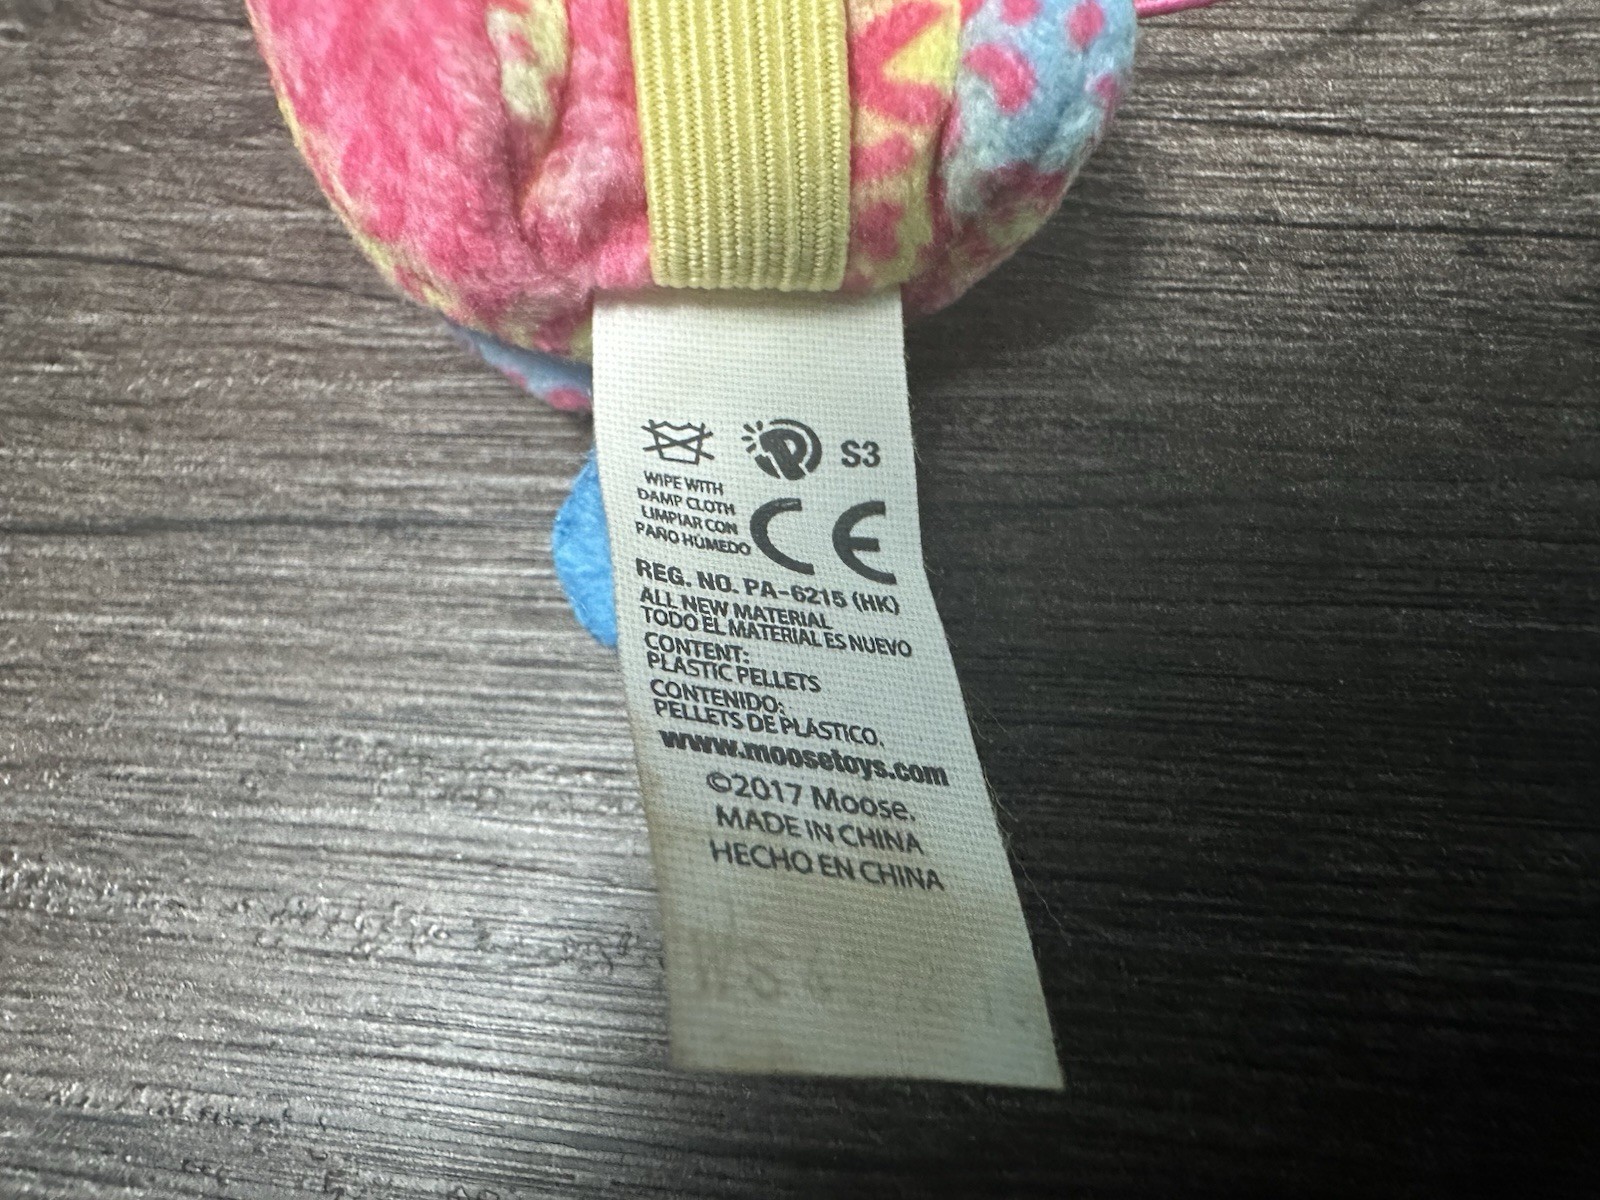 S3
WIPE WITH
DAMP CLOTH
LIMPIAR CON
PAÑO HÚMEDO
CE
REG. NO. PA-6215 (HK)
ALL NEW MATERIAL
TODO EL MATERIAL ES NUEVO
CONTENT:
PLASTIC PELLETS
CONTENIDO:
PELLETS DE PLÁSTICO.
www.moosetoys.com
©2017 Moose.
MADE IN CHINA
HECHO EN CHINA